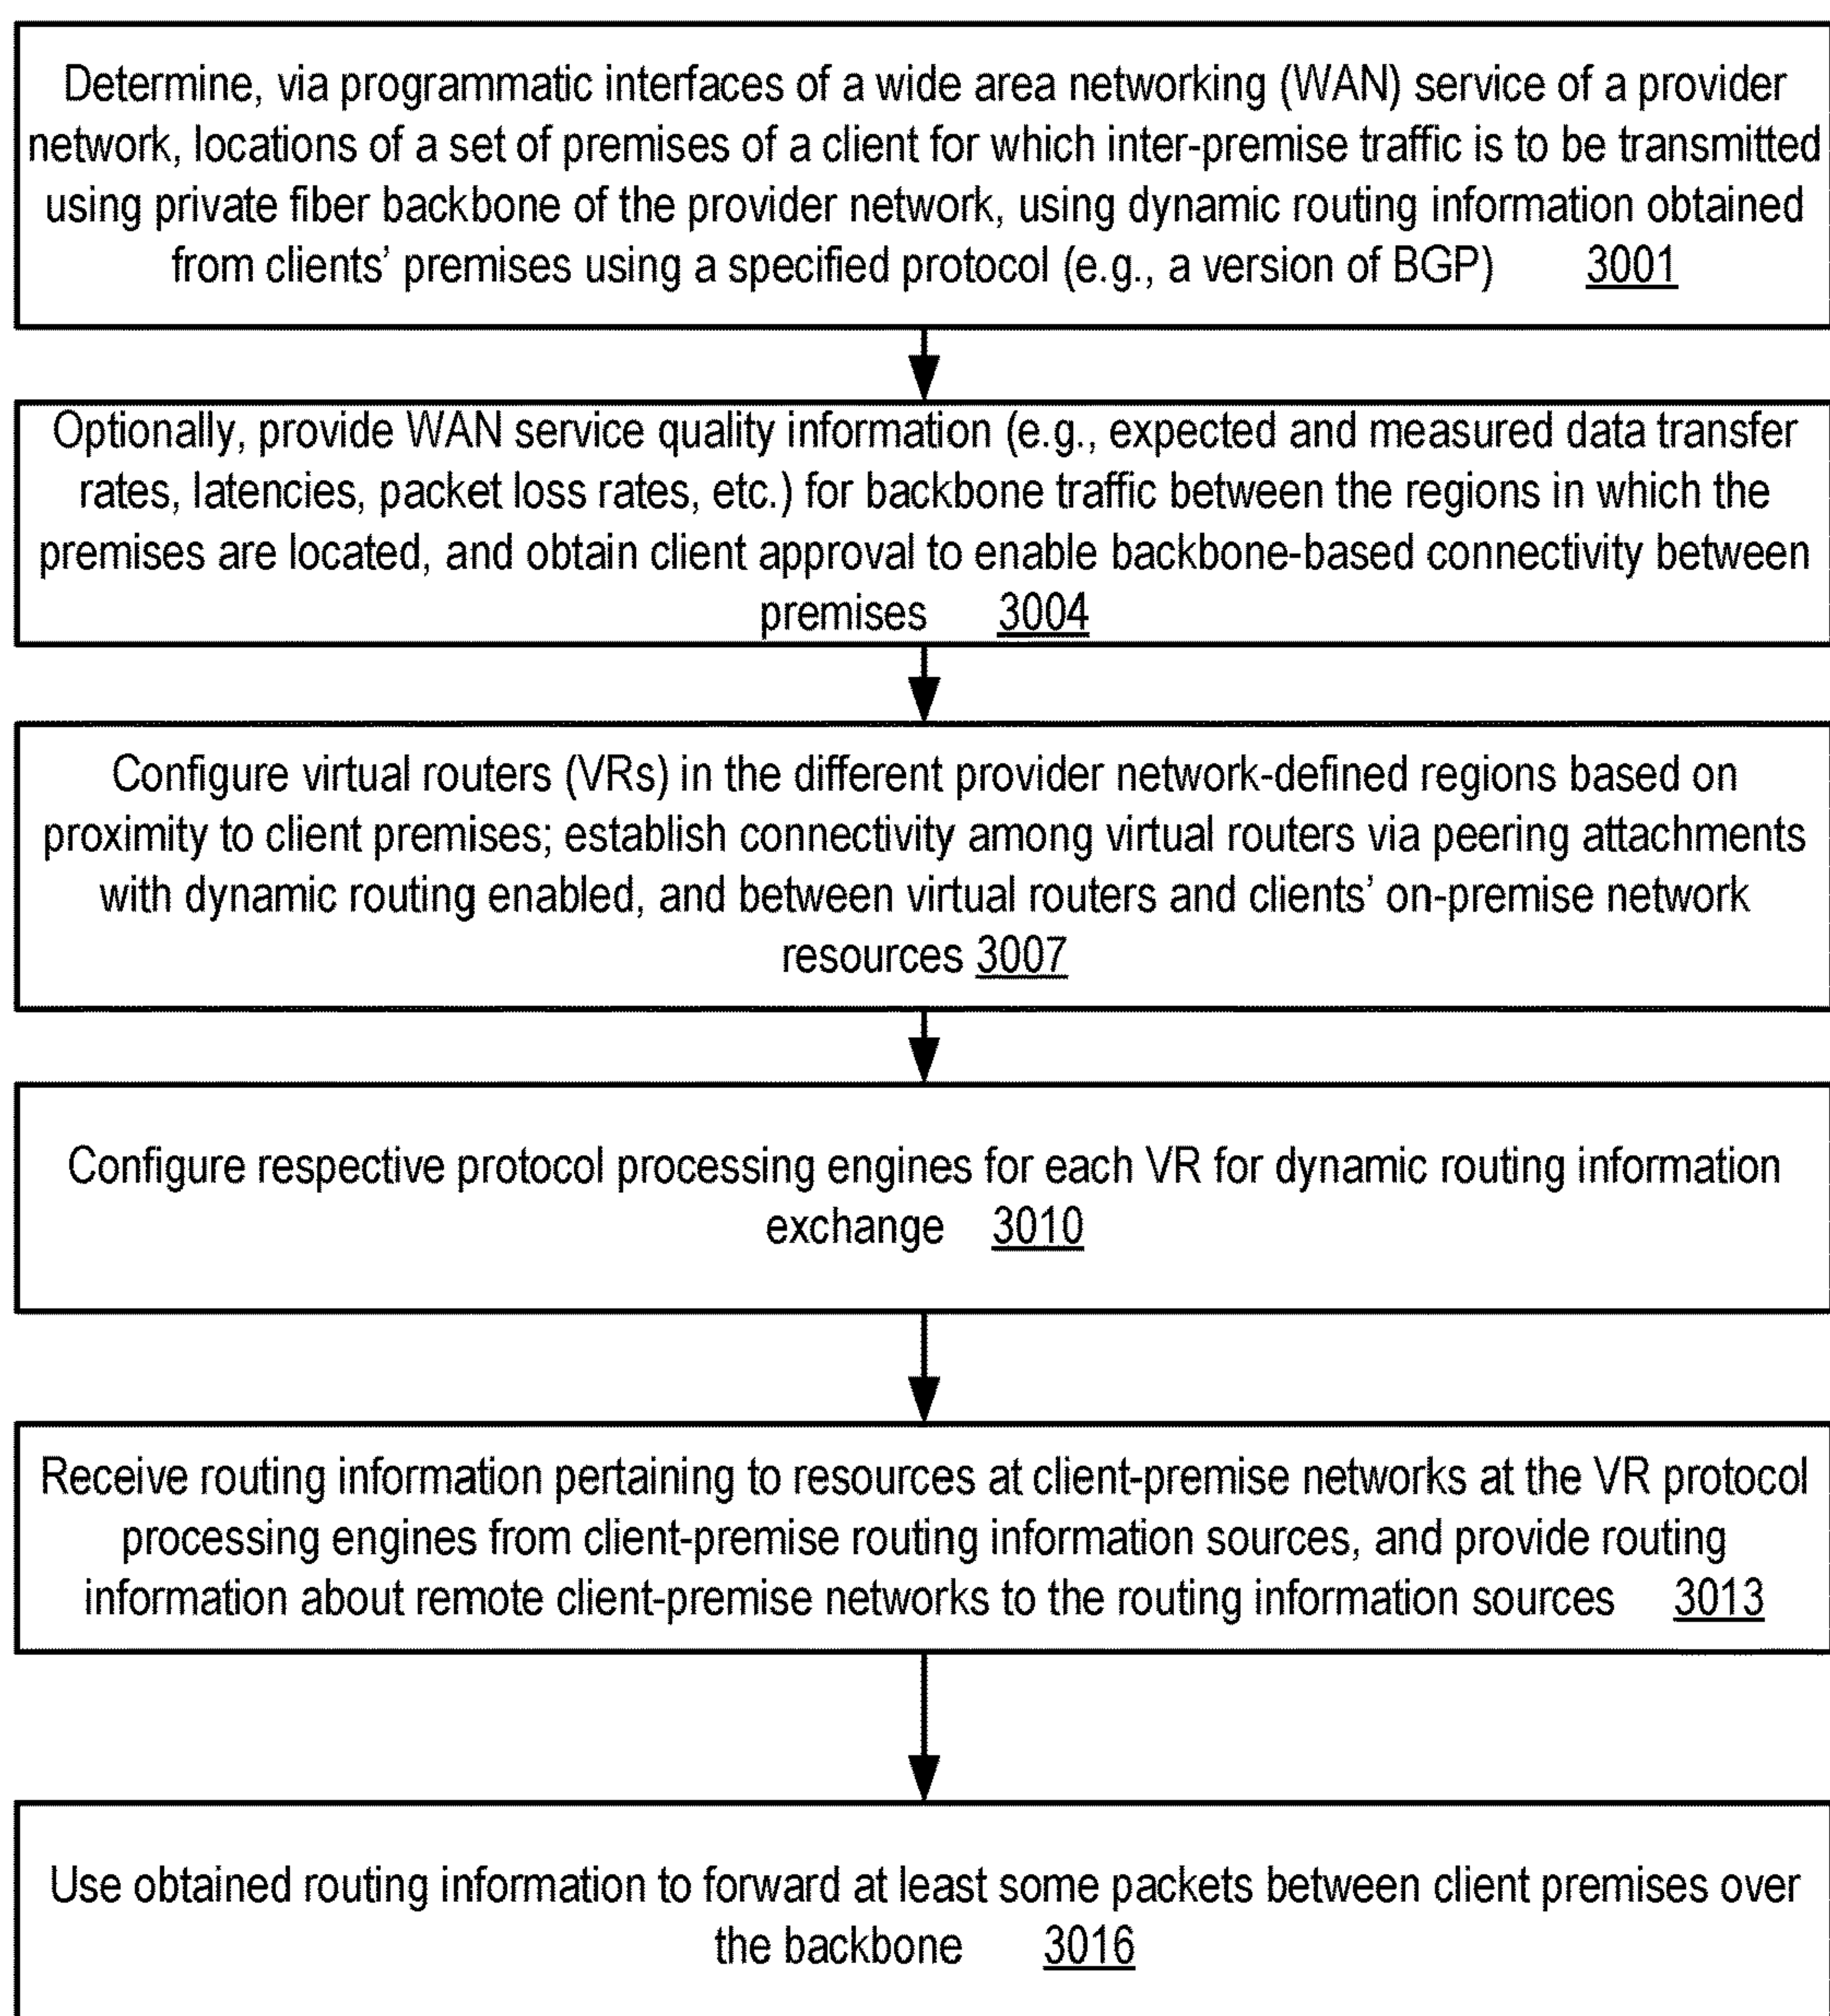 Determine, via programmatic interfaces of a wide area networking (WAN) service of a provider
network, locations of a set of premises of a client for which inter-premise traffic is to be transmitted
using private fiber backbone of the provider network, using dynamic routing information obtained
from clients’ premises using a specified protocol (e.g., a version of BGP) 3001
Optionally, provide WAN service quality information (e.g., expected and measured data transfer
rates, latencies, packet loss rates, etc.) for backbone traffic between the regions in which the
premises are located, and obtain client approval to enable backbone-based connectivity between
premises 3004
Configure virtual routers (VRs) in the different provider network-defined regions based on
proximity to client premises; establish connectivity among virtual routers via peering attachments
with dynamic routing enabled, and between virtual routers and clients’ on-premise network
resources 3007
Configure respective protocol processing engines for each VR for dynamic routing information
exchange 3010
Receive routing information pertaining to resources at client-premise networks at the VR protocol
processing engines from client-premise routing information sources, and provide routing
information about remote client-premise networks to the routing information sources 3013
Use obtained routing information to forward at least some packets between client premises over
the backbone 3016